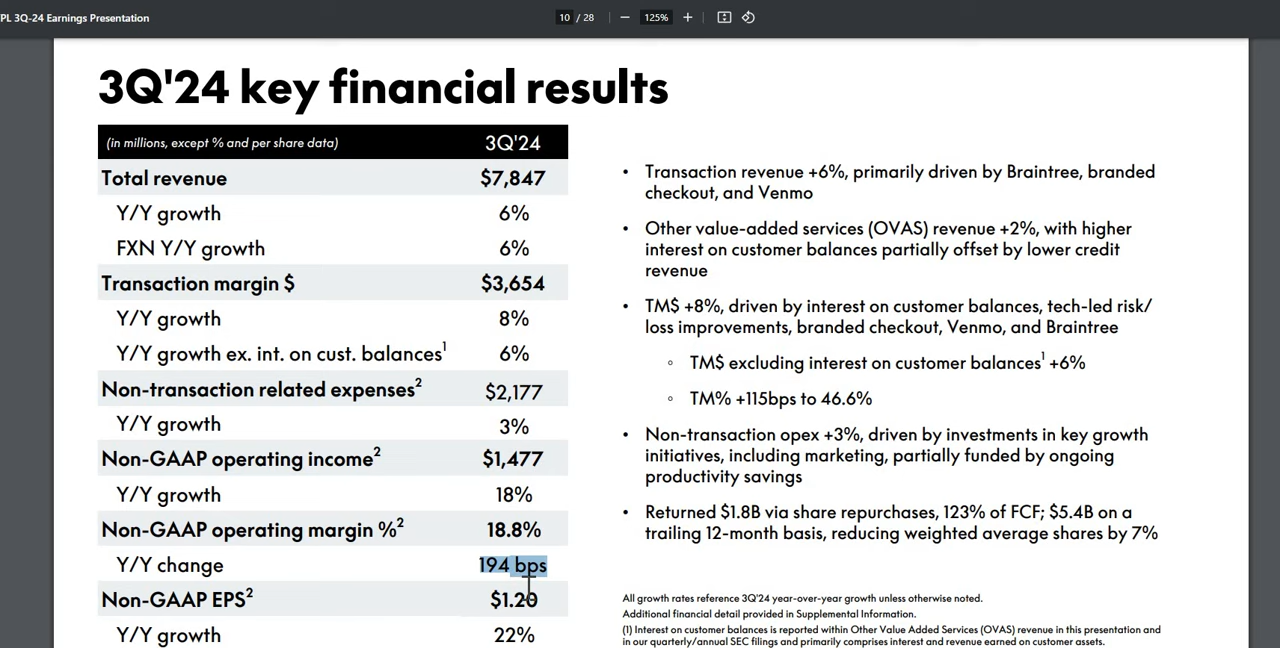 PL 3Q-24 Earnings Presentation
10 / 28
125%
3Q'24 key financial results
(in millions, except % and per share data) 3Q'24
Total revenue $7,847
Y/Y growth 6%
FXN Y/Y growth 6%
Transaction margin $ $3,654
Y/Y growth 8%
Y/Y growth ex. int. on cust. balances1 6%
Non-transaction related expenses2 $2,177
Y/Y growth 3%
Non-GAAP operating income2 $1,477
Y/Y growth 18%
Non-GAAP operating margin %2 18.8%
Y/Y change 194 bps
Non-GAAP EPS2 $1.20
Y/Y growth 22%
• Transaction revenue +6%, primarily driven by Braintree, branded
checkout, and Venmo
• Other value-added services (OVAS) revenue +2%, with higher
interest on customer balances partially offset by lower credit
revenue
• TM$ +8%, driven by interest on customer balances, tech-led risk/
loss improvements, branded checkout, Venmo, and Braintree
◦ TM$ excluding interest on customer balances1 +6%
◦ TM% +115bps to 46.6%
• Non-transaction opex +3%, driven by investments in key growth
initiatives, including marketing, partially funded by ongoing
productivity savings
• Returned $1.8B via share repurchases, 123% of FCF; $5.4B on a
trailing 12-month basis, reducing weighted average shares by 7%
All growth rates reference 3Q'24 year-over-year growth unless otherwise noted.
Additional financial detail provided in Supplemental Information.
(1) Interest on customer balances is reported within Other Value Added Services (OVAS) revenue in this presentation and
in our quarterly/annual SEC filings and primarily comprises interest and revenue earned on customer assets.